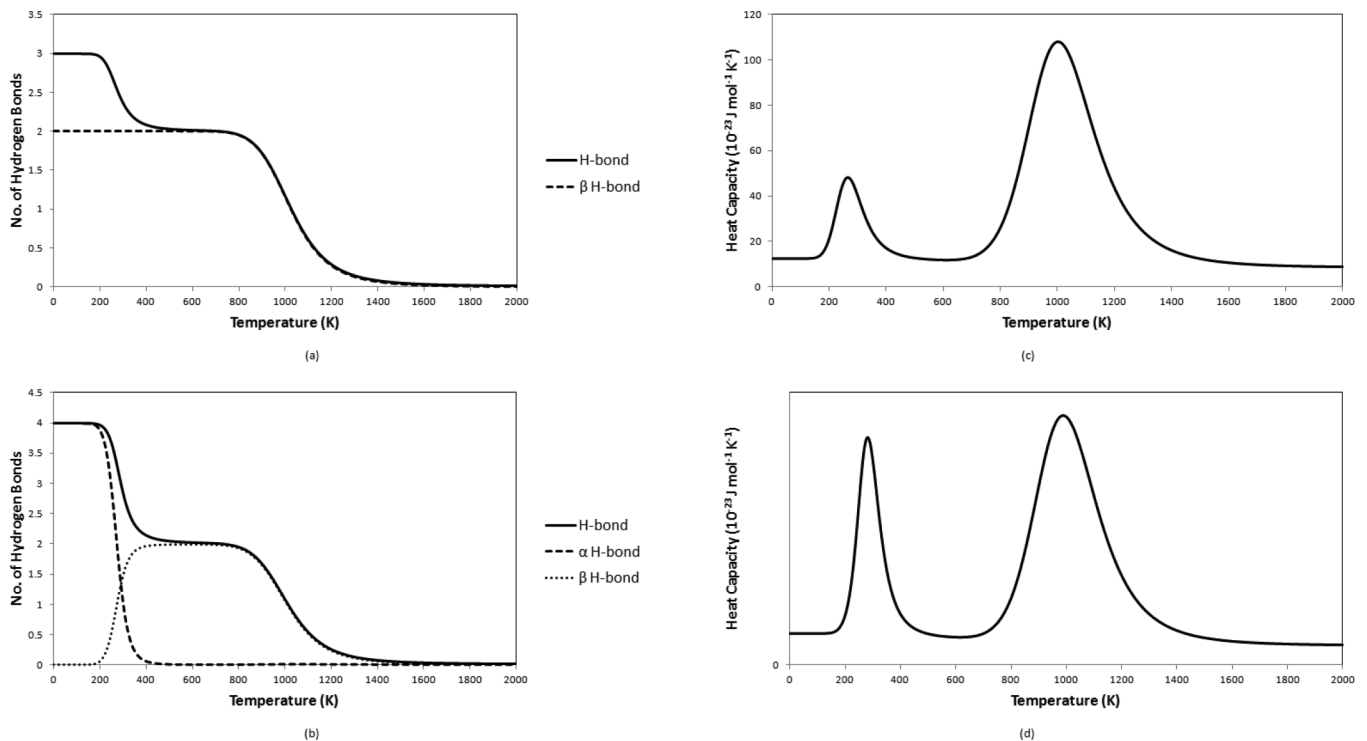 No. of Hydrogen Bonds
3.5
3
2.5
2
1.5
1
0.5
0
0 200 400 600 800 1000 1200 1400 1600 1800 2000
Temperature (K)
H-bond
β H-bond
(a)
Heat Capacity (10⁻²³ J mol⁻¹ K⁻¹)
120
100
80
60
40
20
0
0 200 400 600 800 1000 1200 1400 1600 1800 2000
Temperature (K)
(c)
No. of Hydrogen Bonds
4.5
4
3.5
3
2.5
2
1.5
1
0.5
0
0 200 400 600 800 1000 1200 1400 1600 1800 2000
Temperature (K)
H-bond
α H-bond
β H-bond
(b)
Heat Capacity (10⁻²³ J mol⁻¹ K⁻¹)
0
0 200 400 600 800 1000 1200 1400 1600 1800 2000
Temperature (K)
(d)